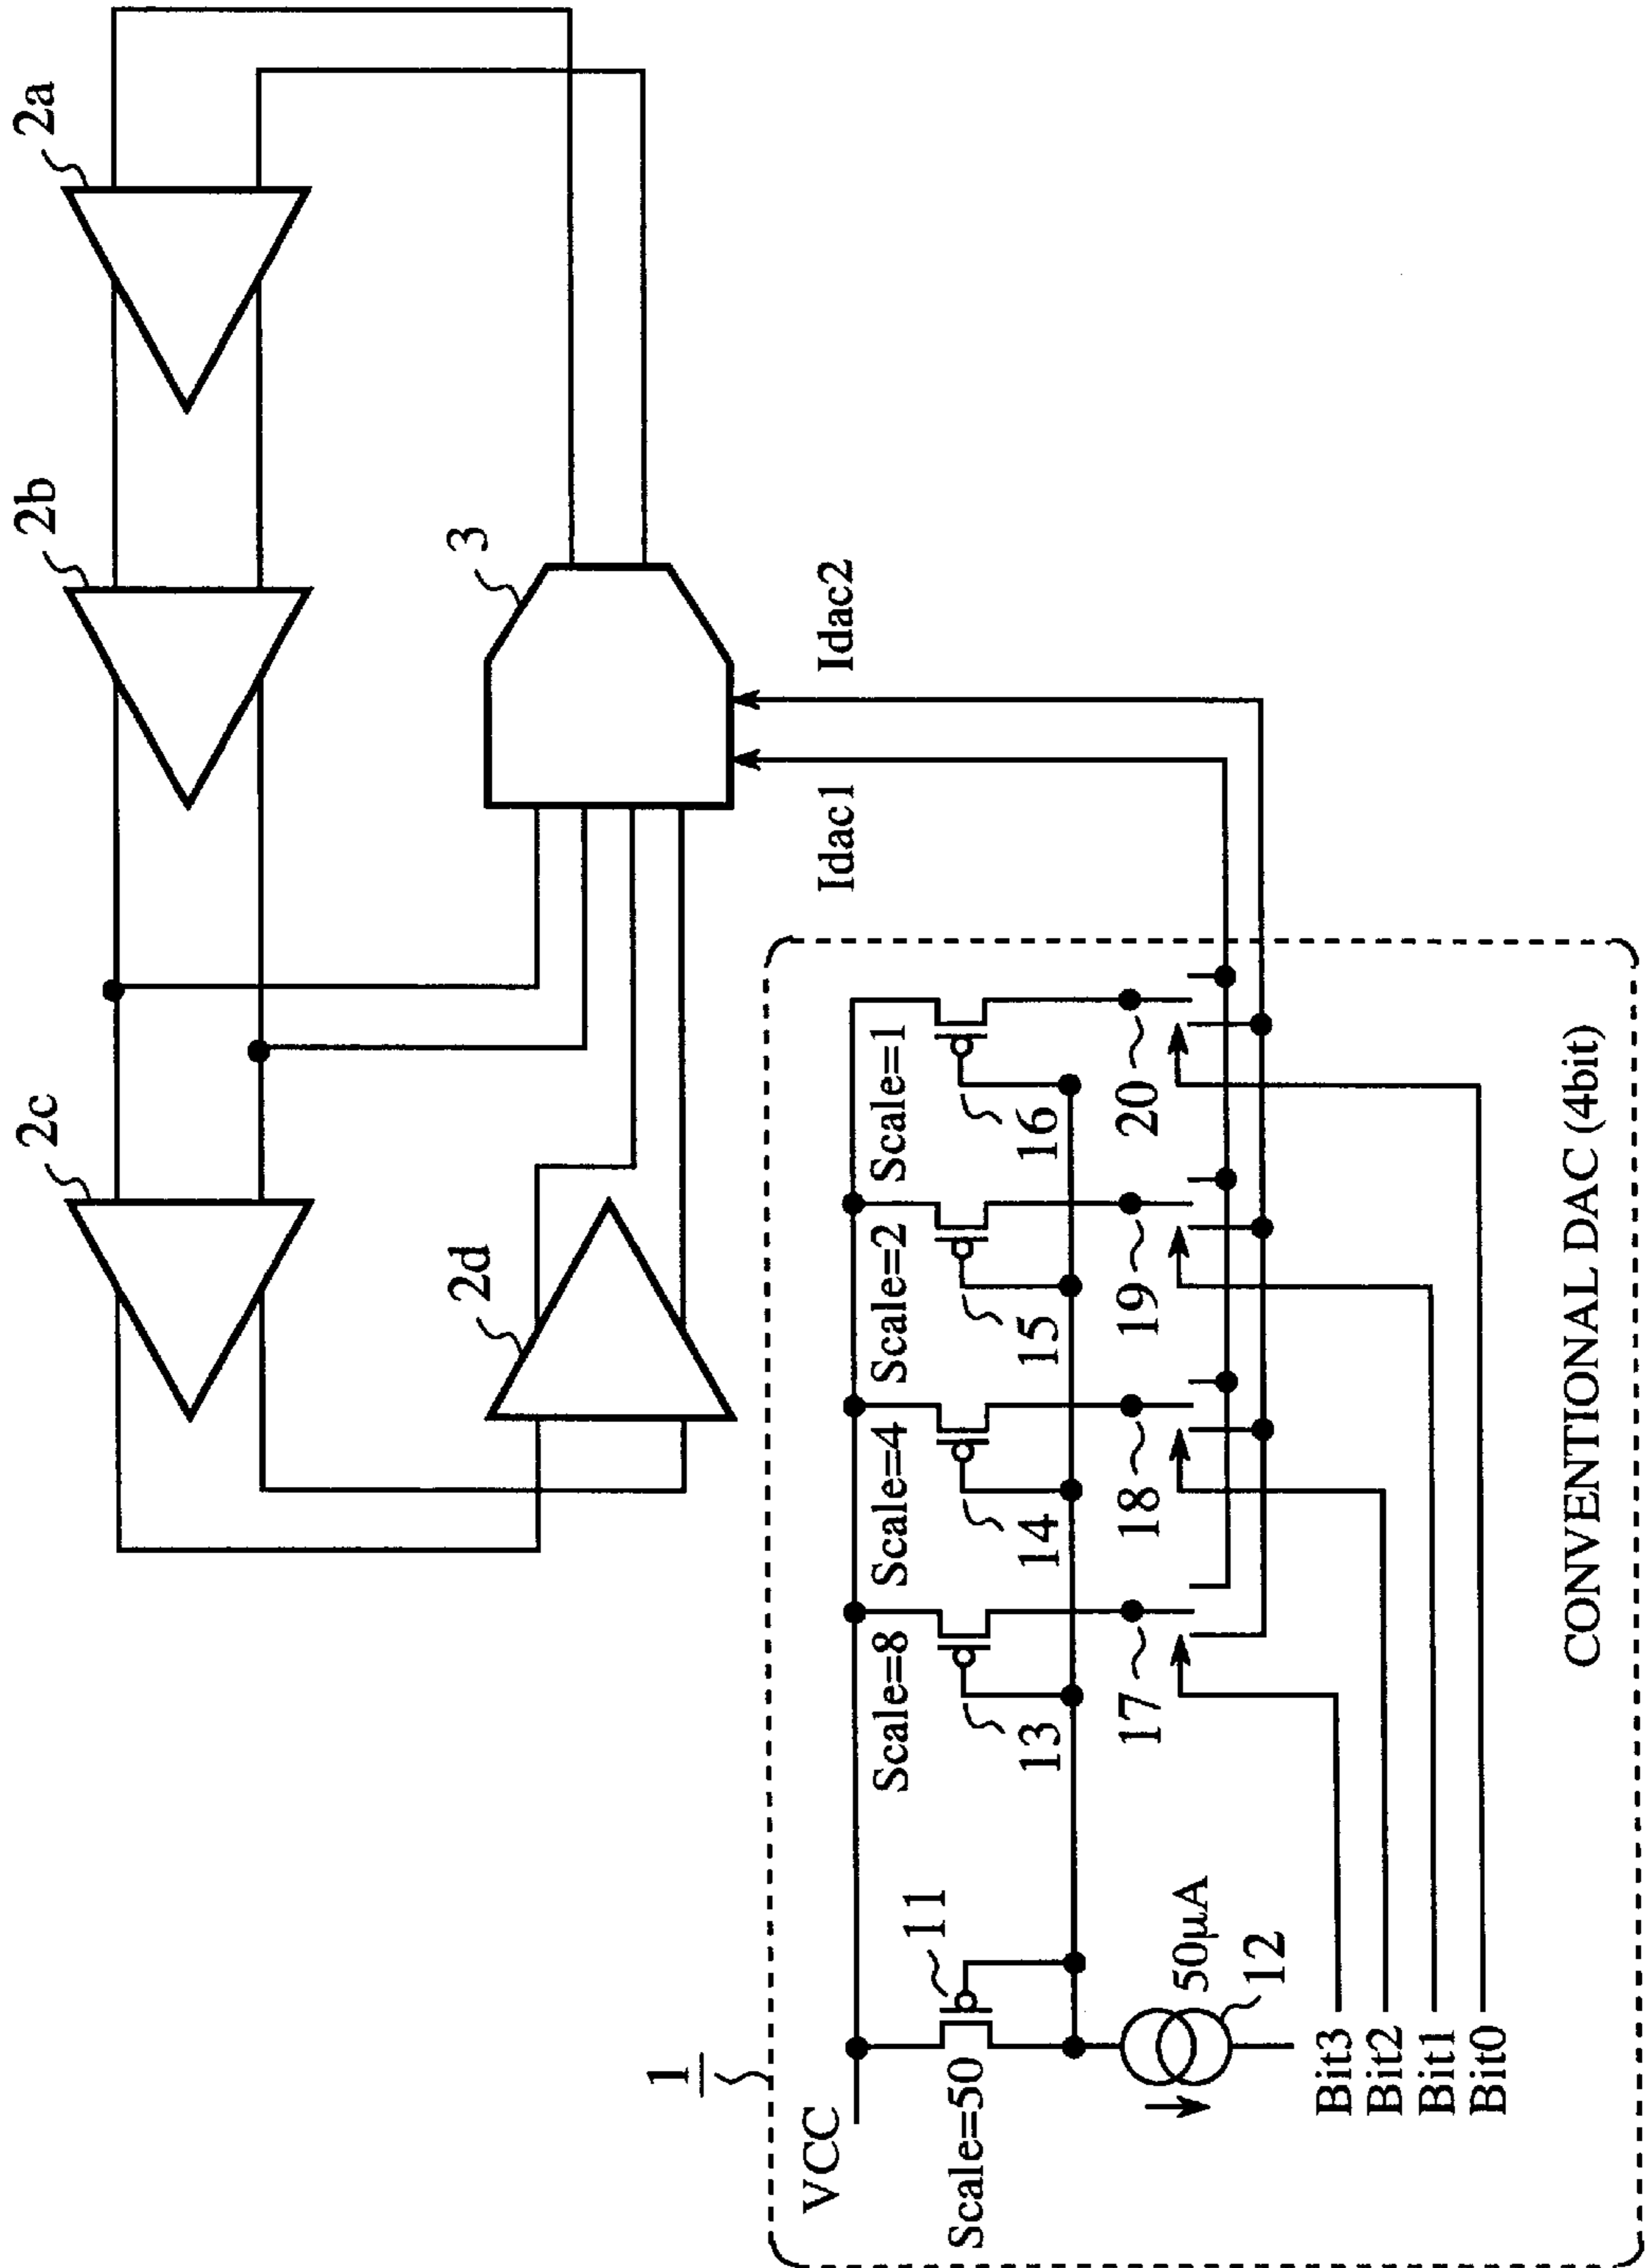 2c
2b
2a
2d
3
Idac1
Idac2
1
VCC
Scale=50
11
50μA
12
Scale=8
Scale=4
Scale=2
Scale=1
13
14
15
16
17
18
19
20
Bit3
Bit2
Bit1
Bit0
CONVENTIONAL DAC (4bit)